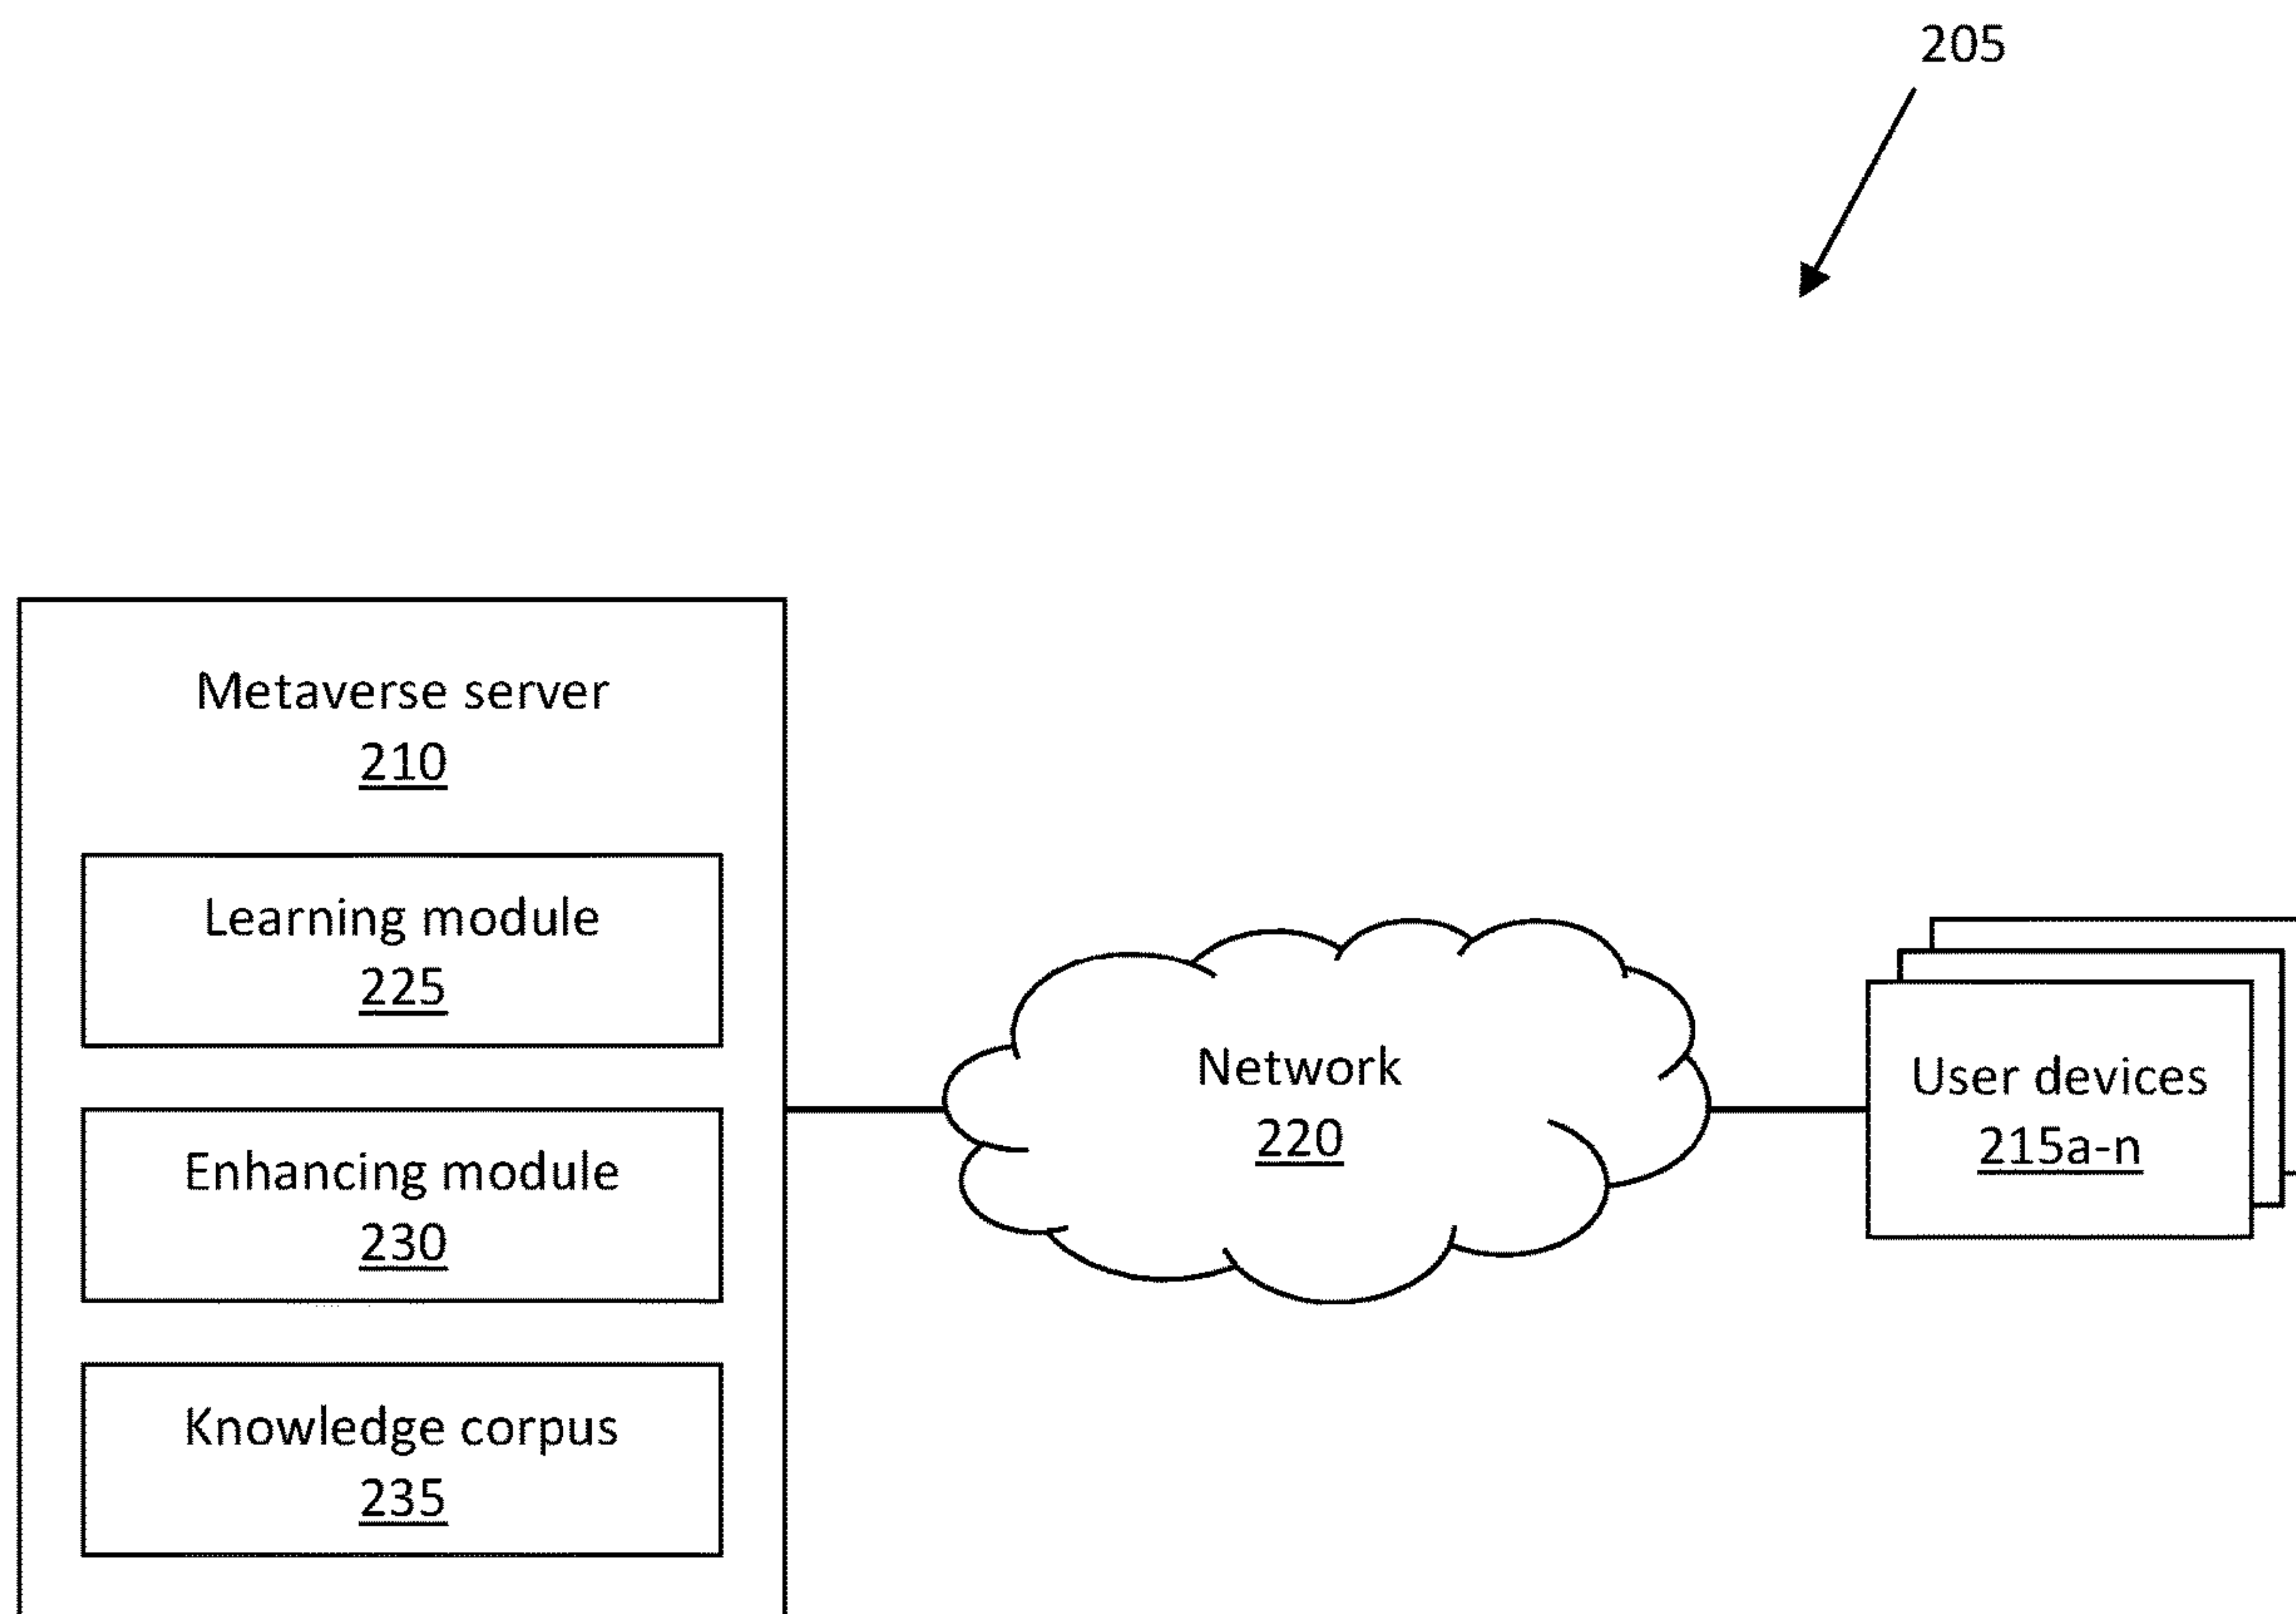 205
Metaverse server
210
Learning module
225
Enhancing module
230
Knowledge corpus
235
Network
220
User devices
215a-n